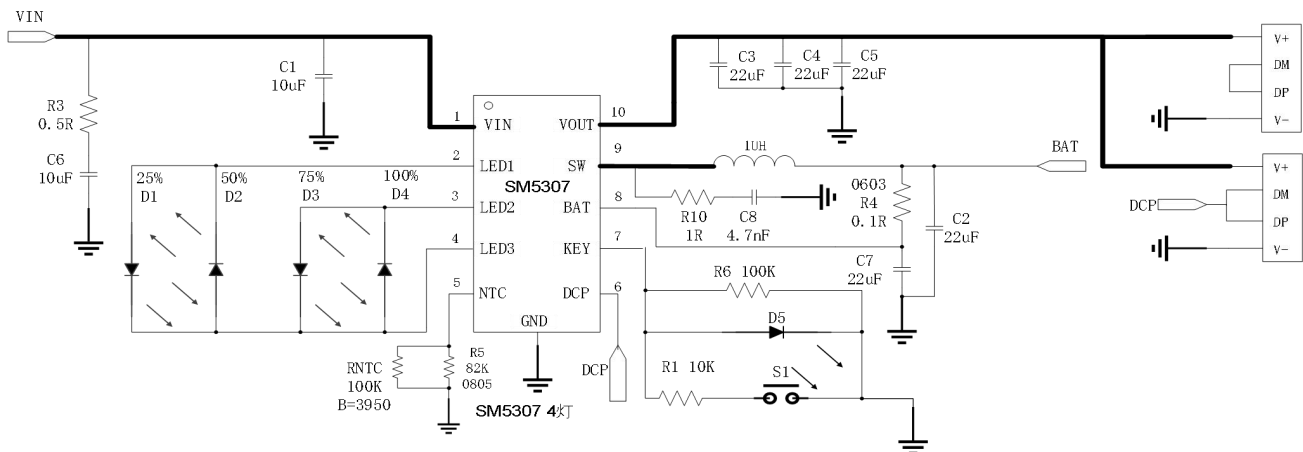 VIN
C1
10uF
R3
0.5R
C6
10uF
C3
22uF
C4
22uF
C5
22uF
V+
DM
DP
V-
1
VIN
VOUT
10
2
LED1
SW
9
1UH
BAT
SM5307
3
LED2
BAT
8
4
LED3
KEY
7
5
NTC
DCP
6
GND
25%
D1
50%
D2
75%
D3
100%
D4
R10
1R
C8
4.7nF
0603
R4
0.1R
C2
22uF
C7
22uF
V+
DM
DP
V-
DCP
R6 100K
D5
R1 10K
S1
DCP
RNTC
100K
B=3950
R5
82K
0805
SM5307 4灯